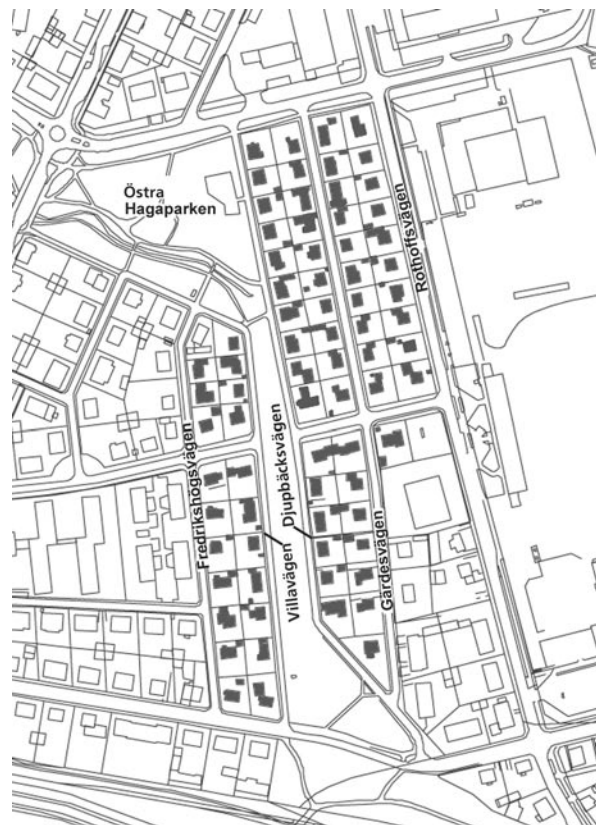 Östra
Hagaparken
Rothoffsvägen
Fredrikshögsvägen
Villavägen
Djupbäcksvägen
Gärdesvägen